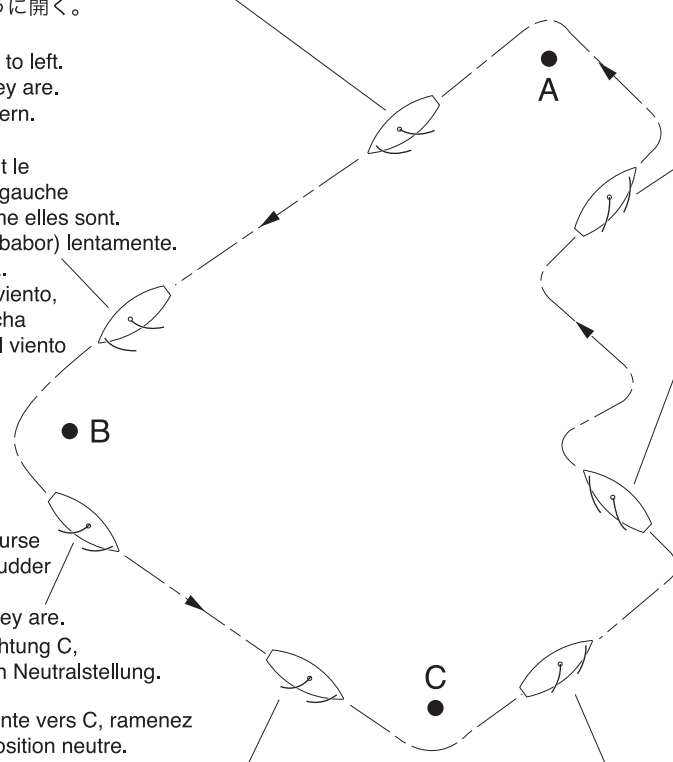 に開く。
to left.
ey are.
ern.
t le
gauche
ne elles sont.
babor) lentamente.
viento,
cha
l viento
A
B
urse
udder
ey are.
htung C,
n Neutralstellung.
C
nte vers C, ramenez
osition neutre.